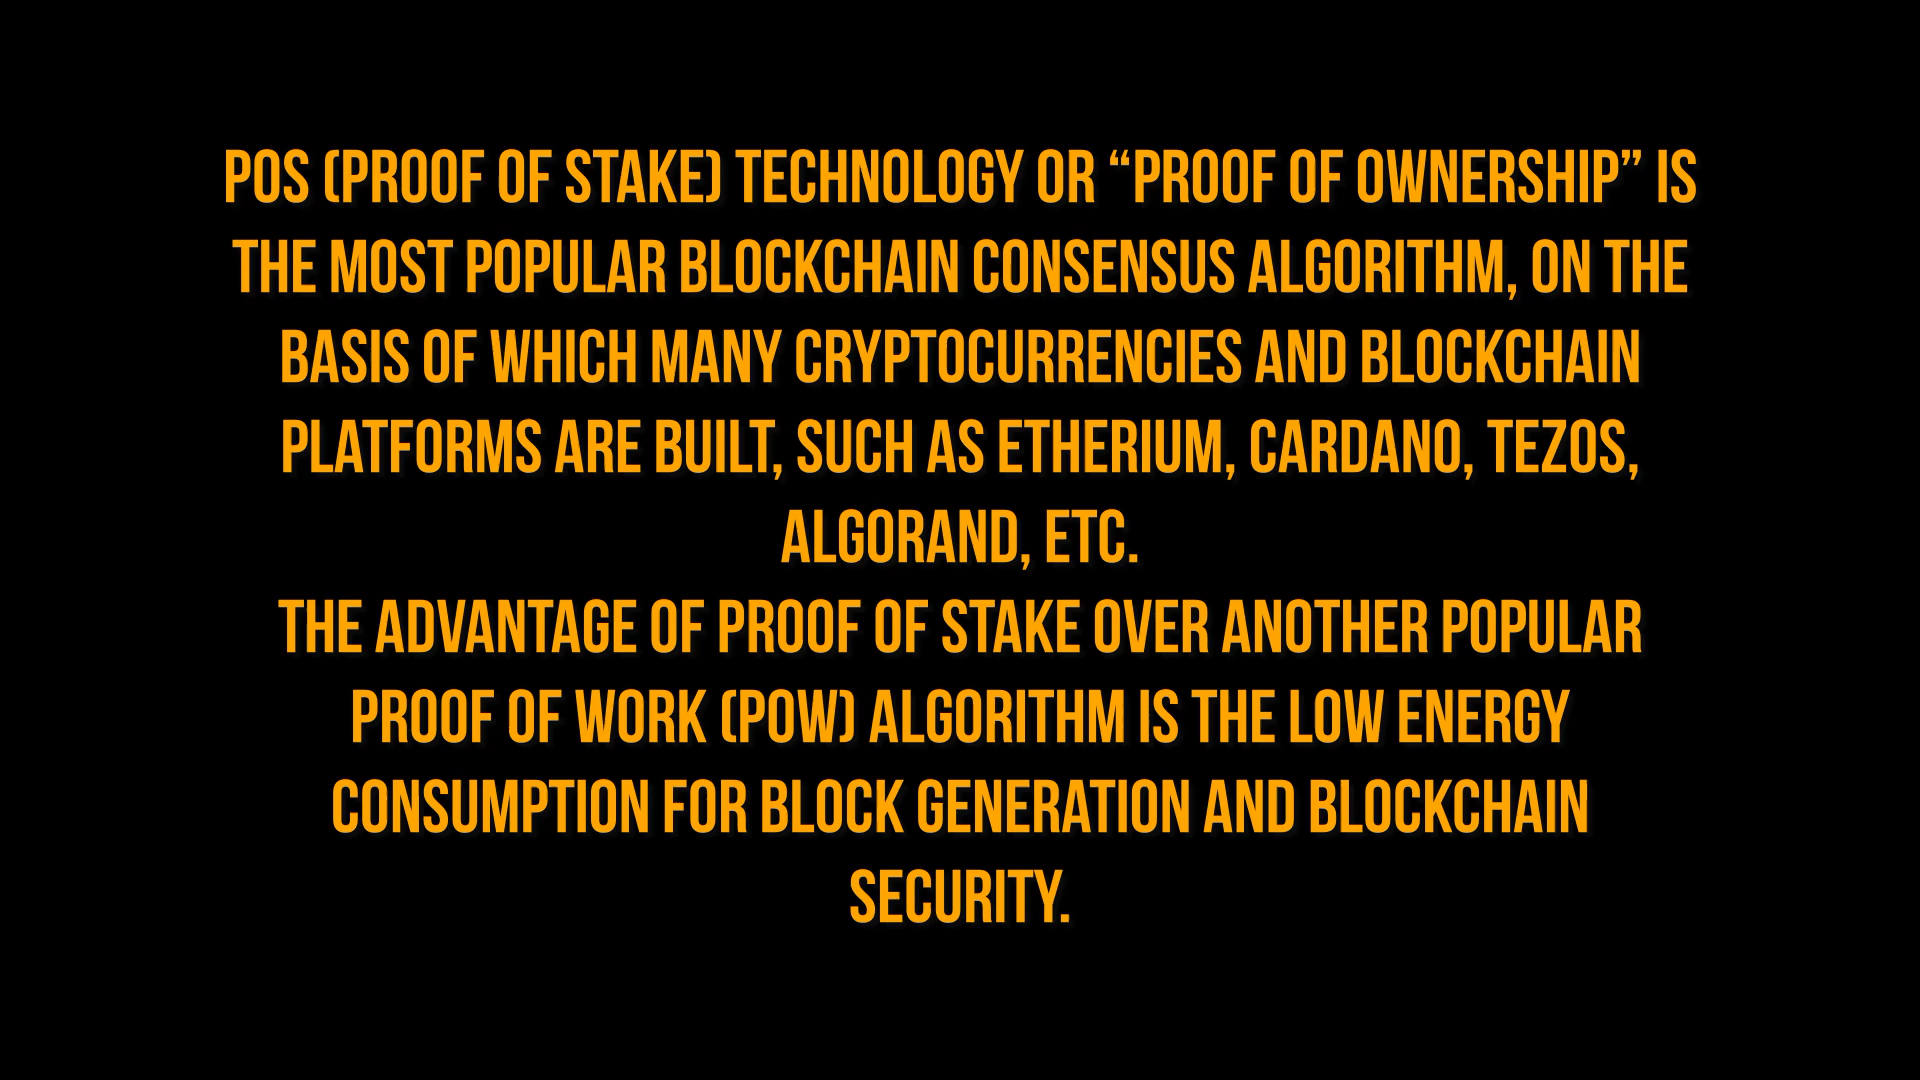 POS (PROOF OF STAKE) TECHNOLOGY OR “PROOF OF OWNERSHIP” IS
THE MOST POPULAR BLOCKCHAIN CONSENSUS ALGORITHM, ON THE
BASIS OF WHICH MANY CRYPTOCURRENCIES AND BLOCKCHAIN
PLATFORMS ARE BUILT, SUCH AS ETHERIUM, CARDANO, TEZOS,
ALGORAND, ETC.
THE ADVANTAGE OF PROOF OF STAKE OVER ANOTHER POPULAR
PROOF OF WORK (POW) ALGORITHM IS THE LOW ENERGY
CONSUMPTION FOR BLOCK GENERATION AND BLOCKCHAIN
SECURITY.